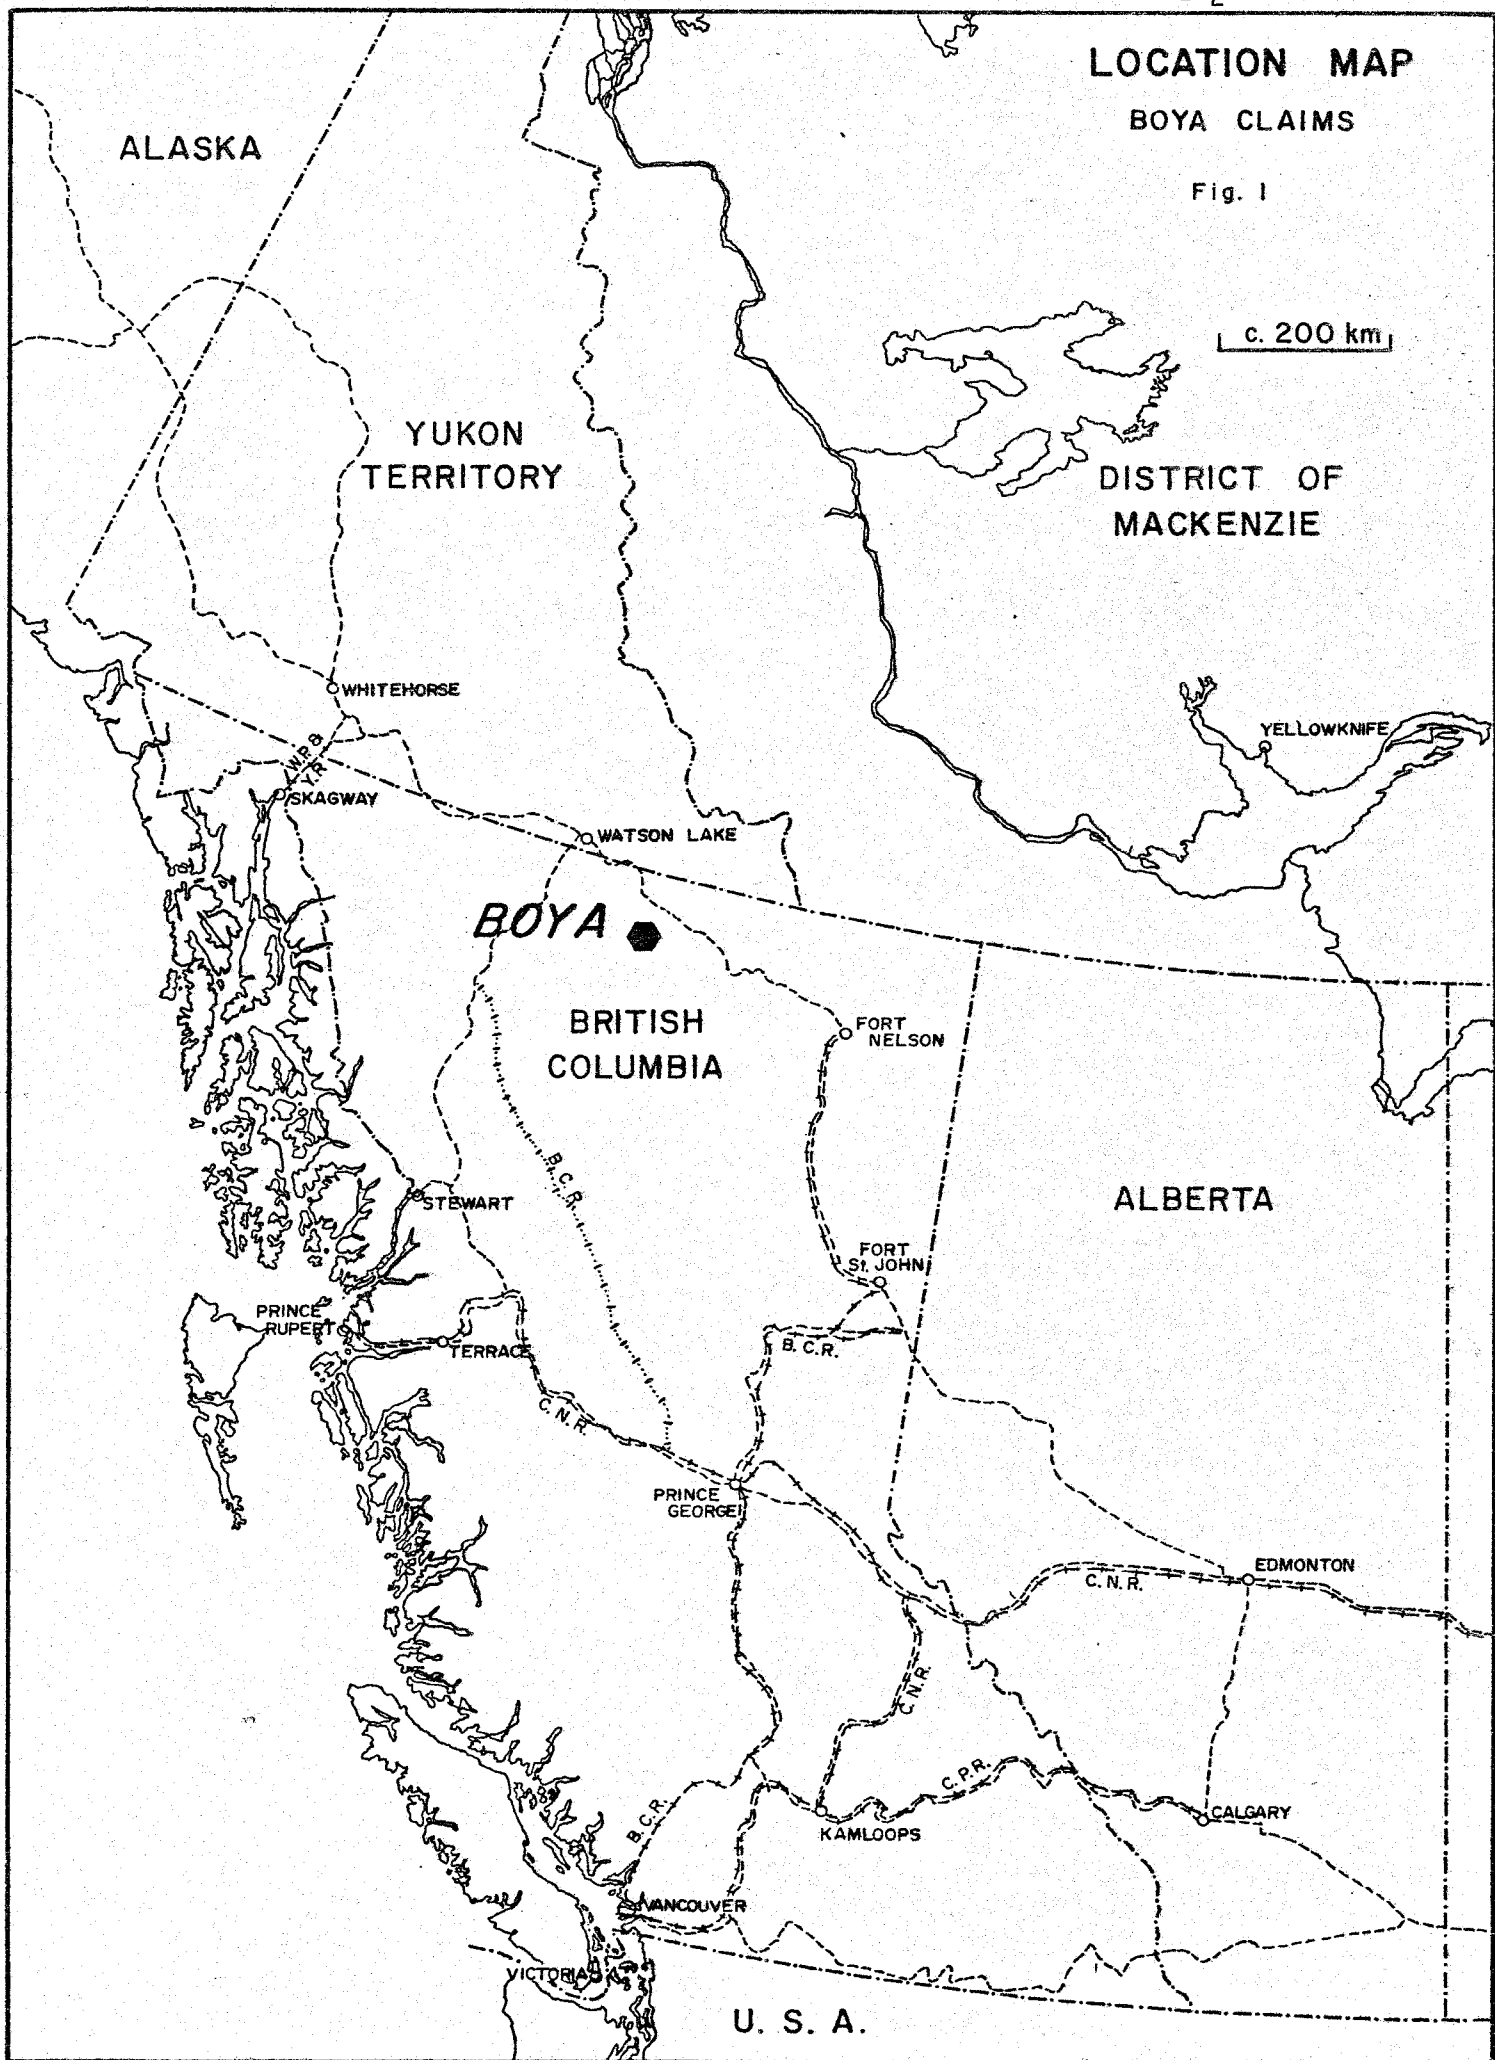 2
LOCATION MAP
BOYA CLAIMS
Fig. 1
ALASKA
c. 200 km
YUKON
TERRITORY
DISTRICT OF
MACKENZIE
WHITEHORSE
YELLOWKNIFE
W.P. &
Y.R.
SKAGWAY
WATSON LAKE
BOYA
BRITISH
COLUMBIA
FORT
NELSON
B.C.R.
STEWART
ALBERTA
FORT
St. JOHN
PRINCE
RUPERT
TERRACE
B.C.R.
C.N.R.
PRINCE
GEORGE
EDMONTON
C.N.R.
C.N.R.
C.P.R.
B.C.R.
KAMLOOPS
CALGARY
VANCOUVER
VICTORIA
U. S. A.